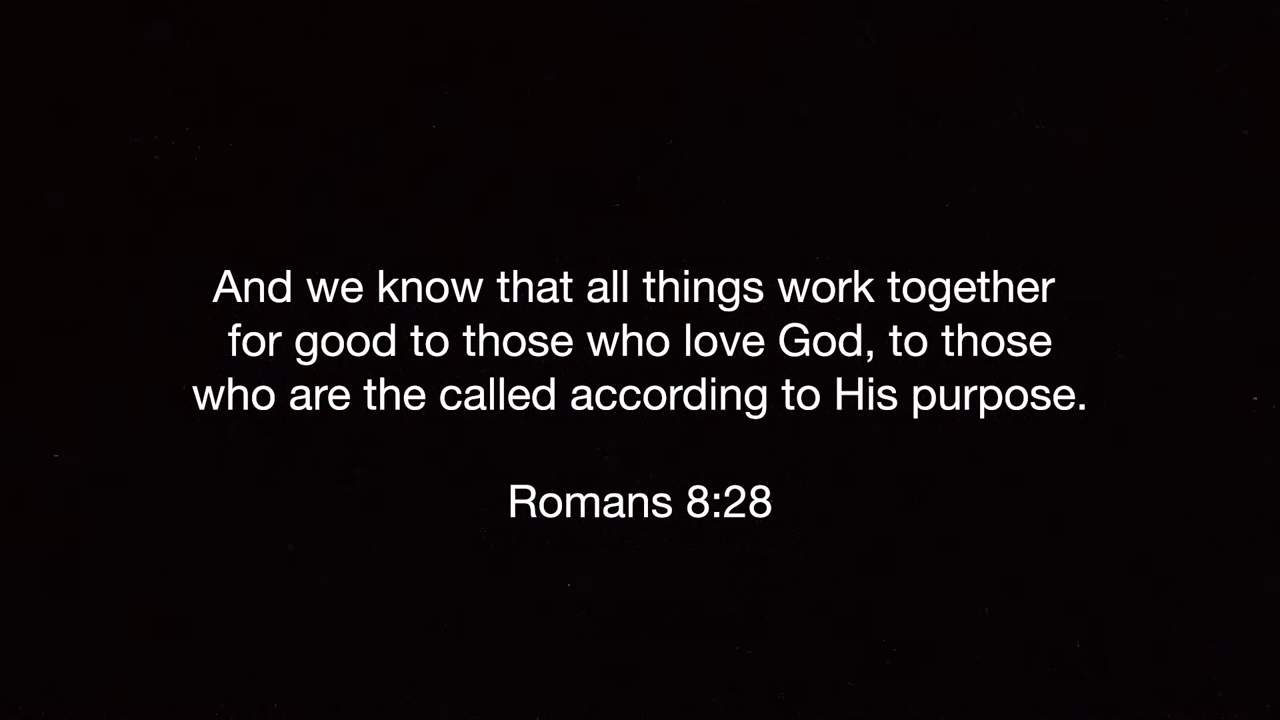 And we know that all things work together
for good to those who love God, to those
who are the called according to His purpose.
Romans 8:28